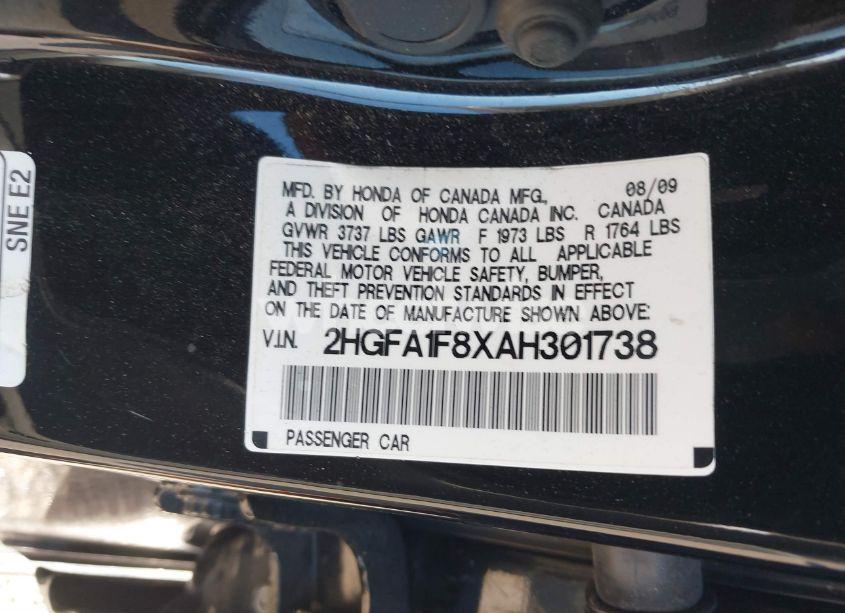 SNE E2
MFD. BY HONDA OF CANADA MFG., 08/09
A DIVISION OF HONDA CANADA INC. CANADA
GVWR 3737 LBS GAWR F 1973 LBS R 1764 LBS
THIS VEHICLE CONFORMS TO ALL APPLICABLE
FEDERAL MOTOR VEHICLE SAFETY, BUMPER,
AND THEFT PREVENTION STANDARDS IN EFFECT
ON THE DATE OF MANUFACTURE SHOWN ABOVE:
V.I.N. 2HGFA1F8XAH301738
PASSENGER CAR